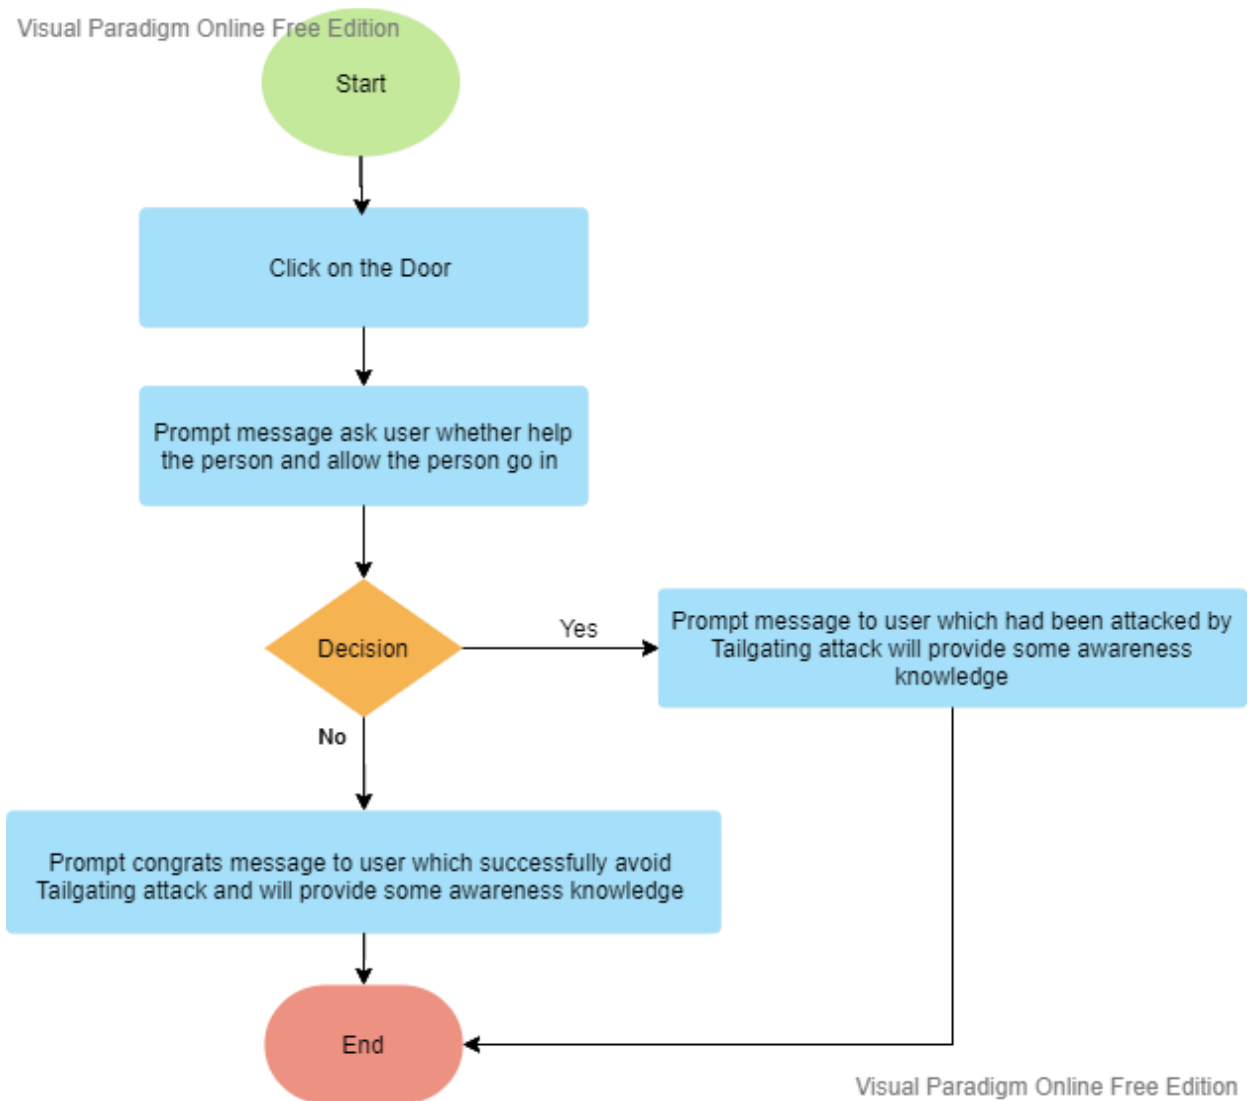 Visual Paradigm Online Free Edition
Start
Click on the Door
Prompt message ask user whether help
the person and allow the person go in
Decision
Yes
Prompt message to user which had been attacked by
Tailgating attack will provide some awareness
knowledge
No
Prompt congrats message to user which successfully avoid
Tailgating attack and will provide some awareness knowledge
End
Visual Paradigm Online Free Edition